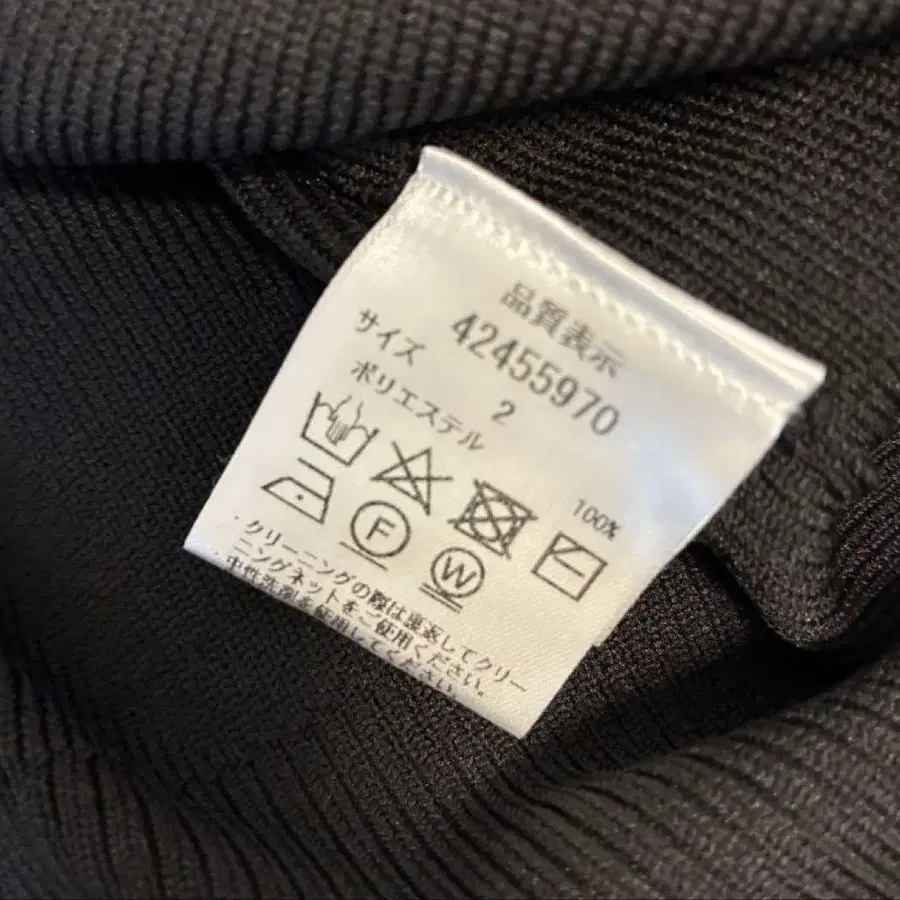 品質表示
42455970
サイズ 2
ポリエステル 100%
F
W
・クリーニングの際は裏返してクリー
ニングネットをご使用ください。
中性洗剤を使用してください。